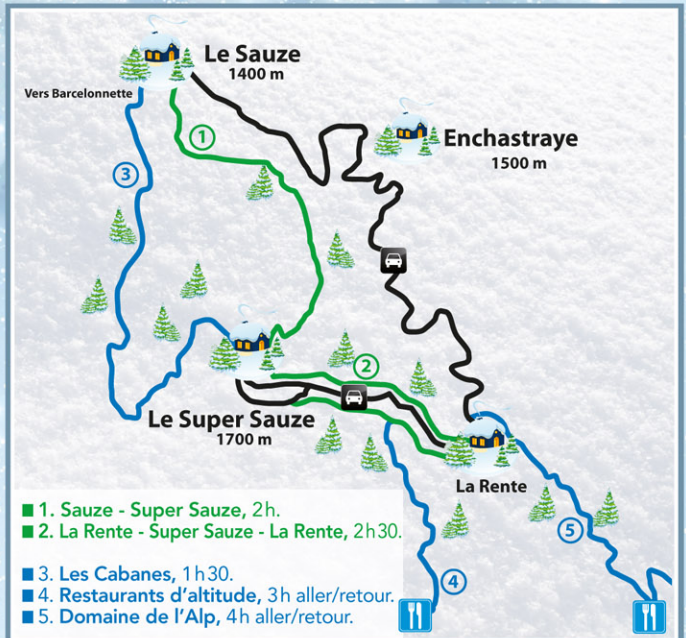 Le Sauze
1400 m
Vers Barcelonnette
1
Enchastraye
1500 m
3
2
Le Super Sauze
1700 m
La Rente
1. Sauze - Super Sauze, 2h.
2. La Rente - Super Sauze - La Rente, 2h30.
5
3. Les Cabanes, 1h30.
4. Restaurants d'altitude, 3h aller/retour.
4
5. Domaine de l'Alp, 4h aller/retour.